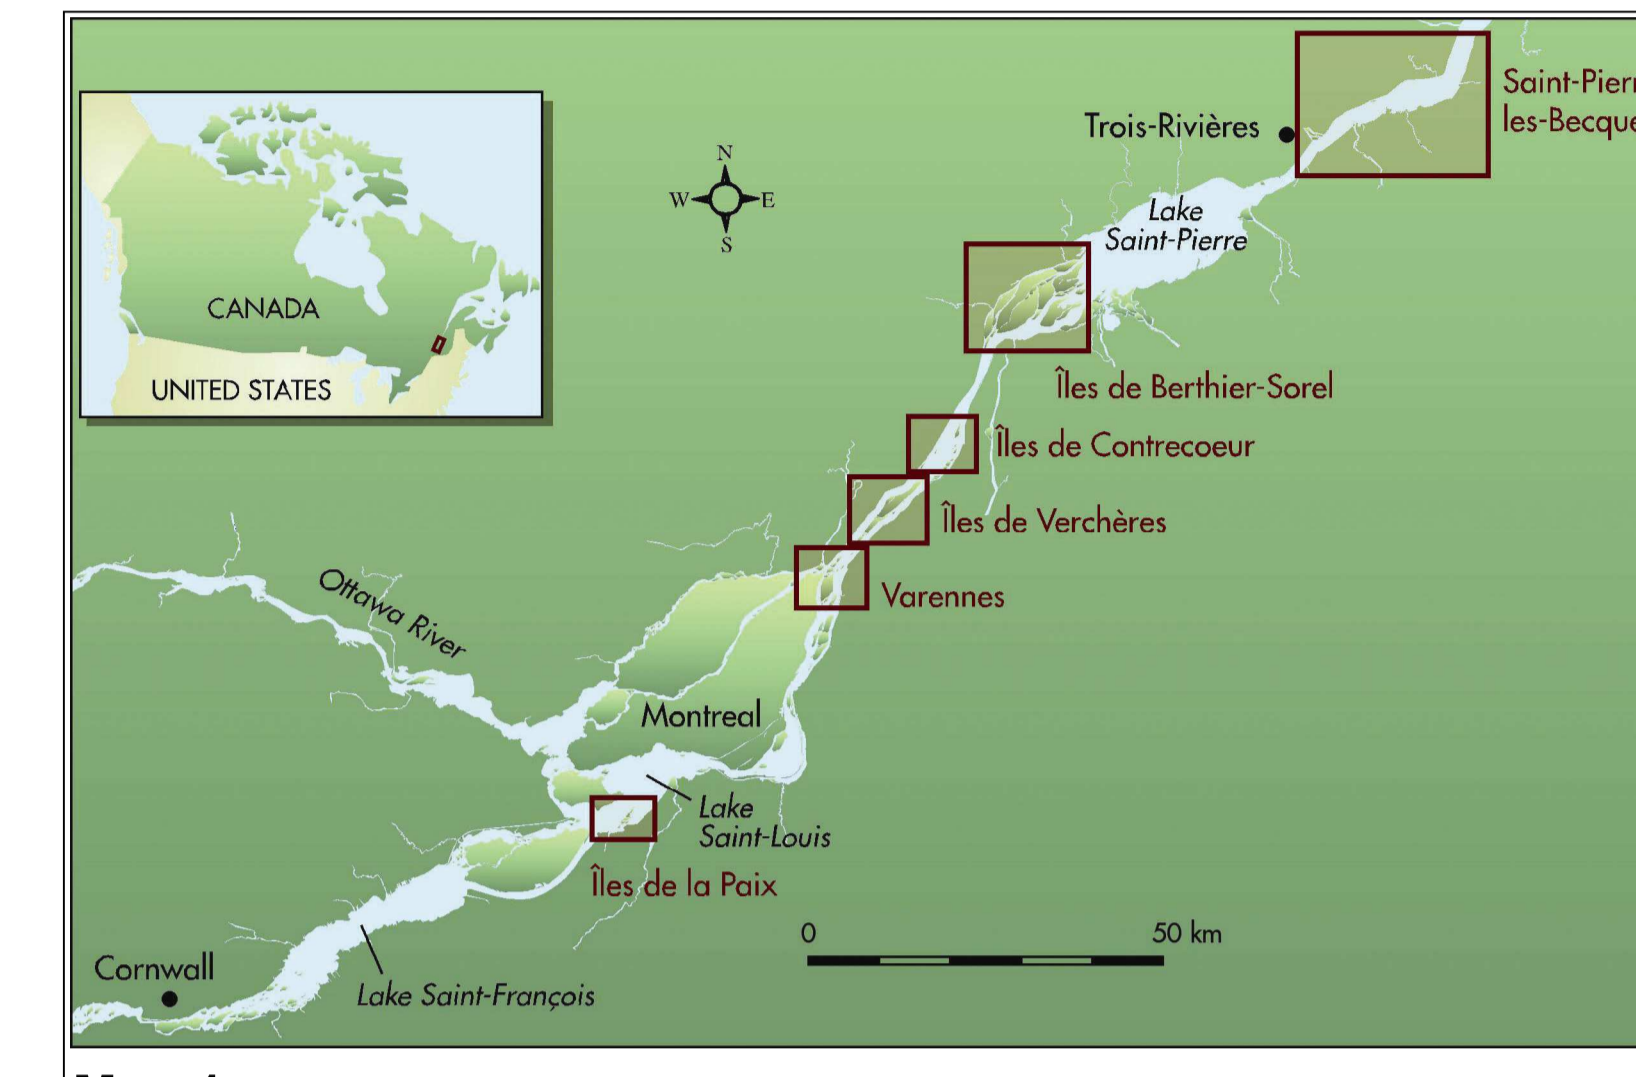 Trois-Rivières
Lake
Saint-Pierre
N
W E
S
CANADA
UNITED STATES
Îles de Berthier-Sorel
Îles de Contrecoeur
Îles de Verchères
Varennes
Ottawa River
Montreal
Lake
Saint-Louis
Îles de la Paix
0 50 km
Cornwall
Lake Saint-François